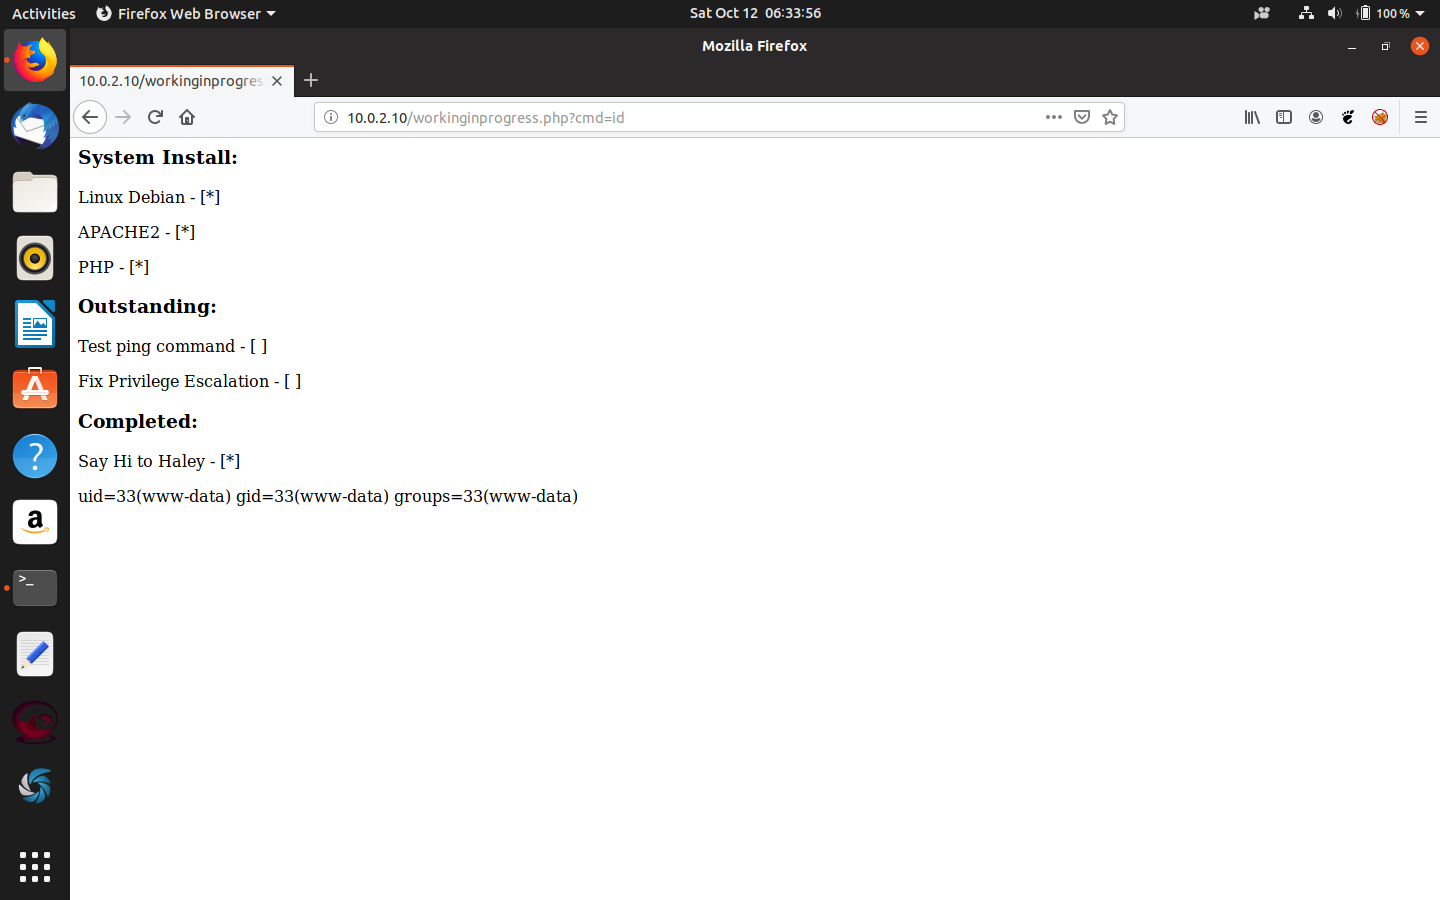 Activities Firefox Web Browser Sat Oct 12 06:33:56 100 %
Mozilla Firefox
10.0.2.10/workinginprogres
10.0.2.10/workinginprogress.php?cmd=id
System Install:
Linux Debian - [*]
APACHE2 - [*]
PHP - [*]
Outstanding:
Test ping command - [ ]
Fix Privilege Escalation - [ ]
Completed:
Say Hi to Haley - [*]
uid=33(www-data) gid=33(www-data) groups=33(www-data)